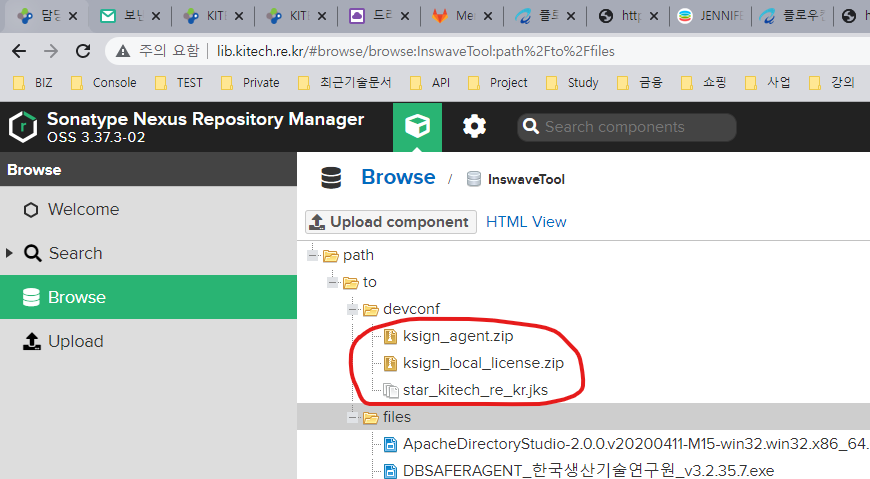 담당 보난 KITE KITE 드리 Me 플로 http JENNIFE 플로우한 h
주의 요함 lib.kitech.re.kr/#browse/browse:InswaveTool:path%2Fto%2Ffiles
BIZ Console TEST Private 최근기술문서 API Project Study 금융 쇼핑 사업 강의
Sonatype Nexus Repository Manager
OSS 3.37.3-02
Search components
Browse
Browse / InswaveTool
Welcome
Upload component HTML View
Search
path
to
Browse
devconf
ksign_agent.zip
Upload
ksign_local_license.zip
star_kitech_re_kr.jks
files
ApacheDirectoryStudio-2.0.0.v20200411-M15-win32.win32.x86_64.
DBSAFERAGENT_한국생산기술연구원_v3.2.35.7.exe